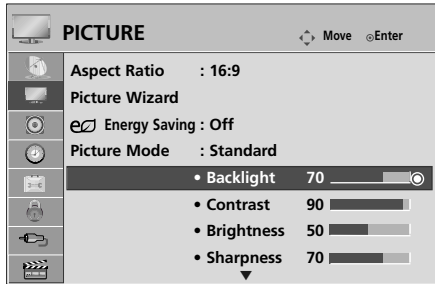 PICTURE Move Enter
Aspect Ratio : 16:9
Picture Wizard
Energy Saving : Off
Picture Mode : Standard
• Backlight 70
• Contrast 90
• Brightness 50
• Sharpness 70